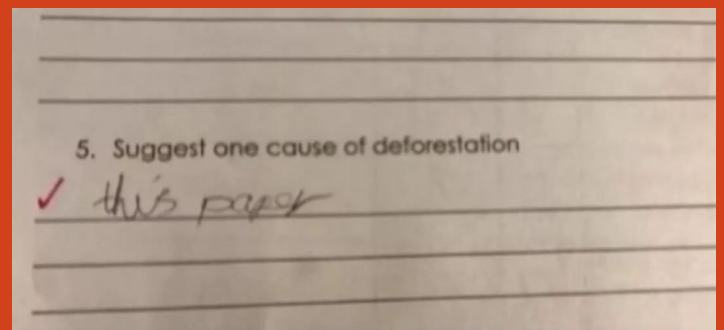 5. Suggest one cause of deforestation
this paper